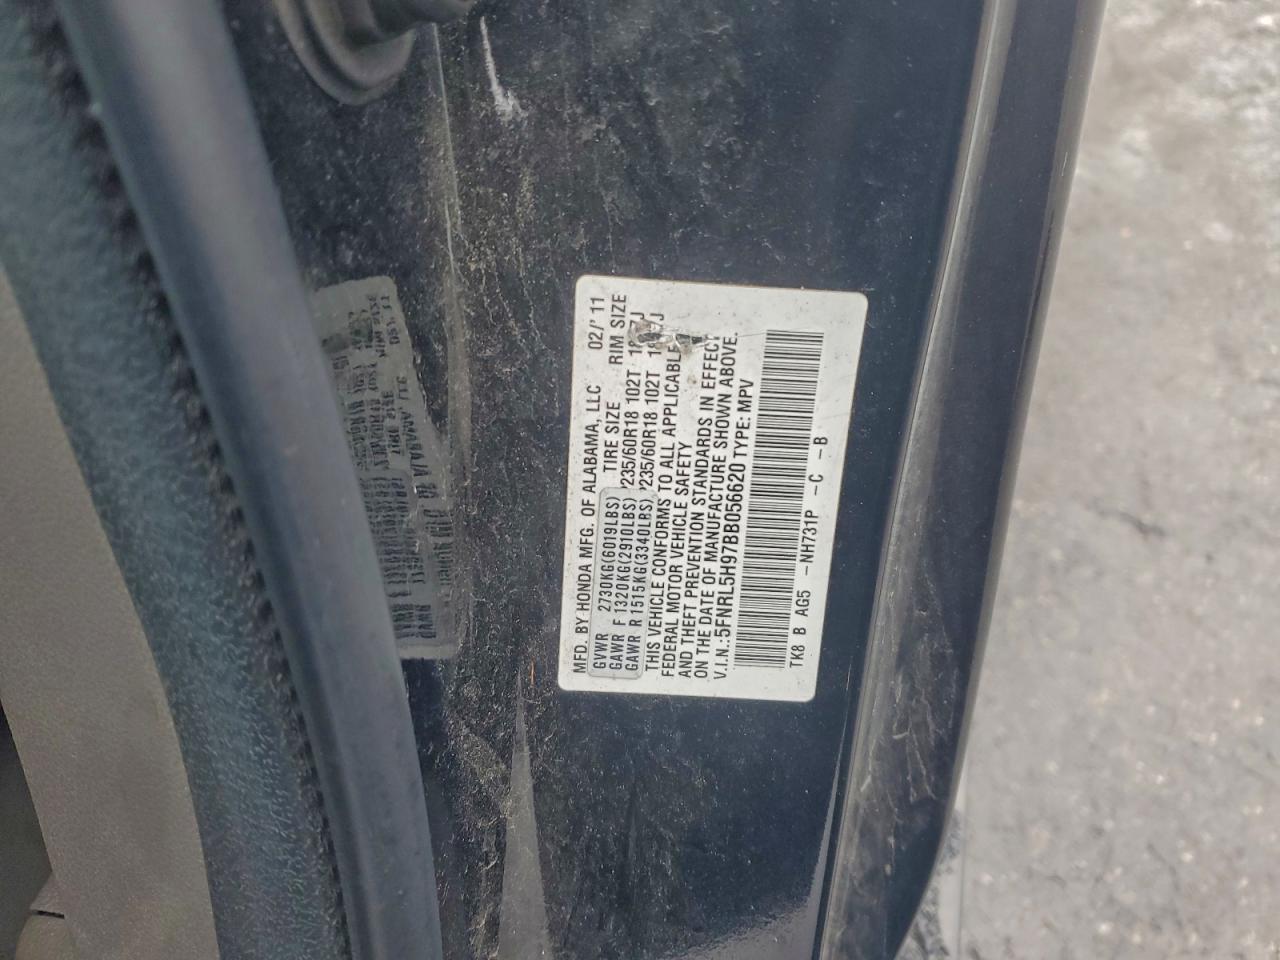 MFD. BY HONDA MFG. OF ALABAMA, LLC 02/'11
GVWR 2730KG(6019LBS) TIRE SIZE RIM SIZE
GAWR F 1320KG(2910LBS) 235/60R18 102T
GAWR R 1515KG(3340LBS) 235/60R18 102T
THIS VEHICLE CONFORMS TO ALL APPLICABLE
FEDERAL MOTOR VEHICLE SAFETY
AND THEFT PREVENTION STANDARDS IN EFFECT
ON THE DATE OF MANUFACTURE SHOWN ABOVE.
V.I.N.:5FNRL5H97BB056620 TYPE: MPV
TK8 B AG5 -NH731P -C -B